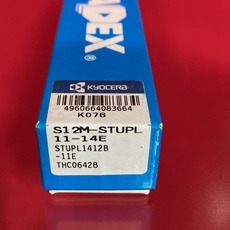 DEX®
KYOCERA
4960664083664
K076
S12M-STUPL
11-14E
STUPL1412B
-11E
THC06428